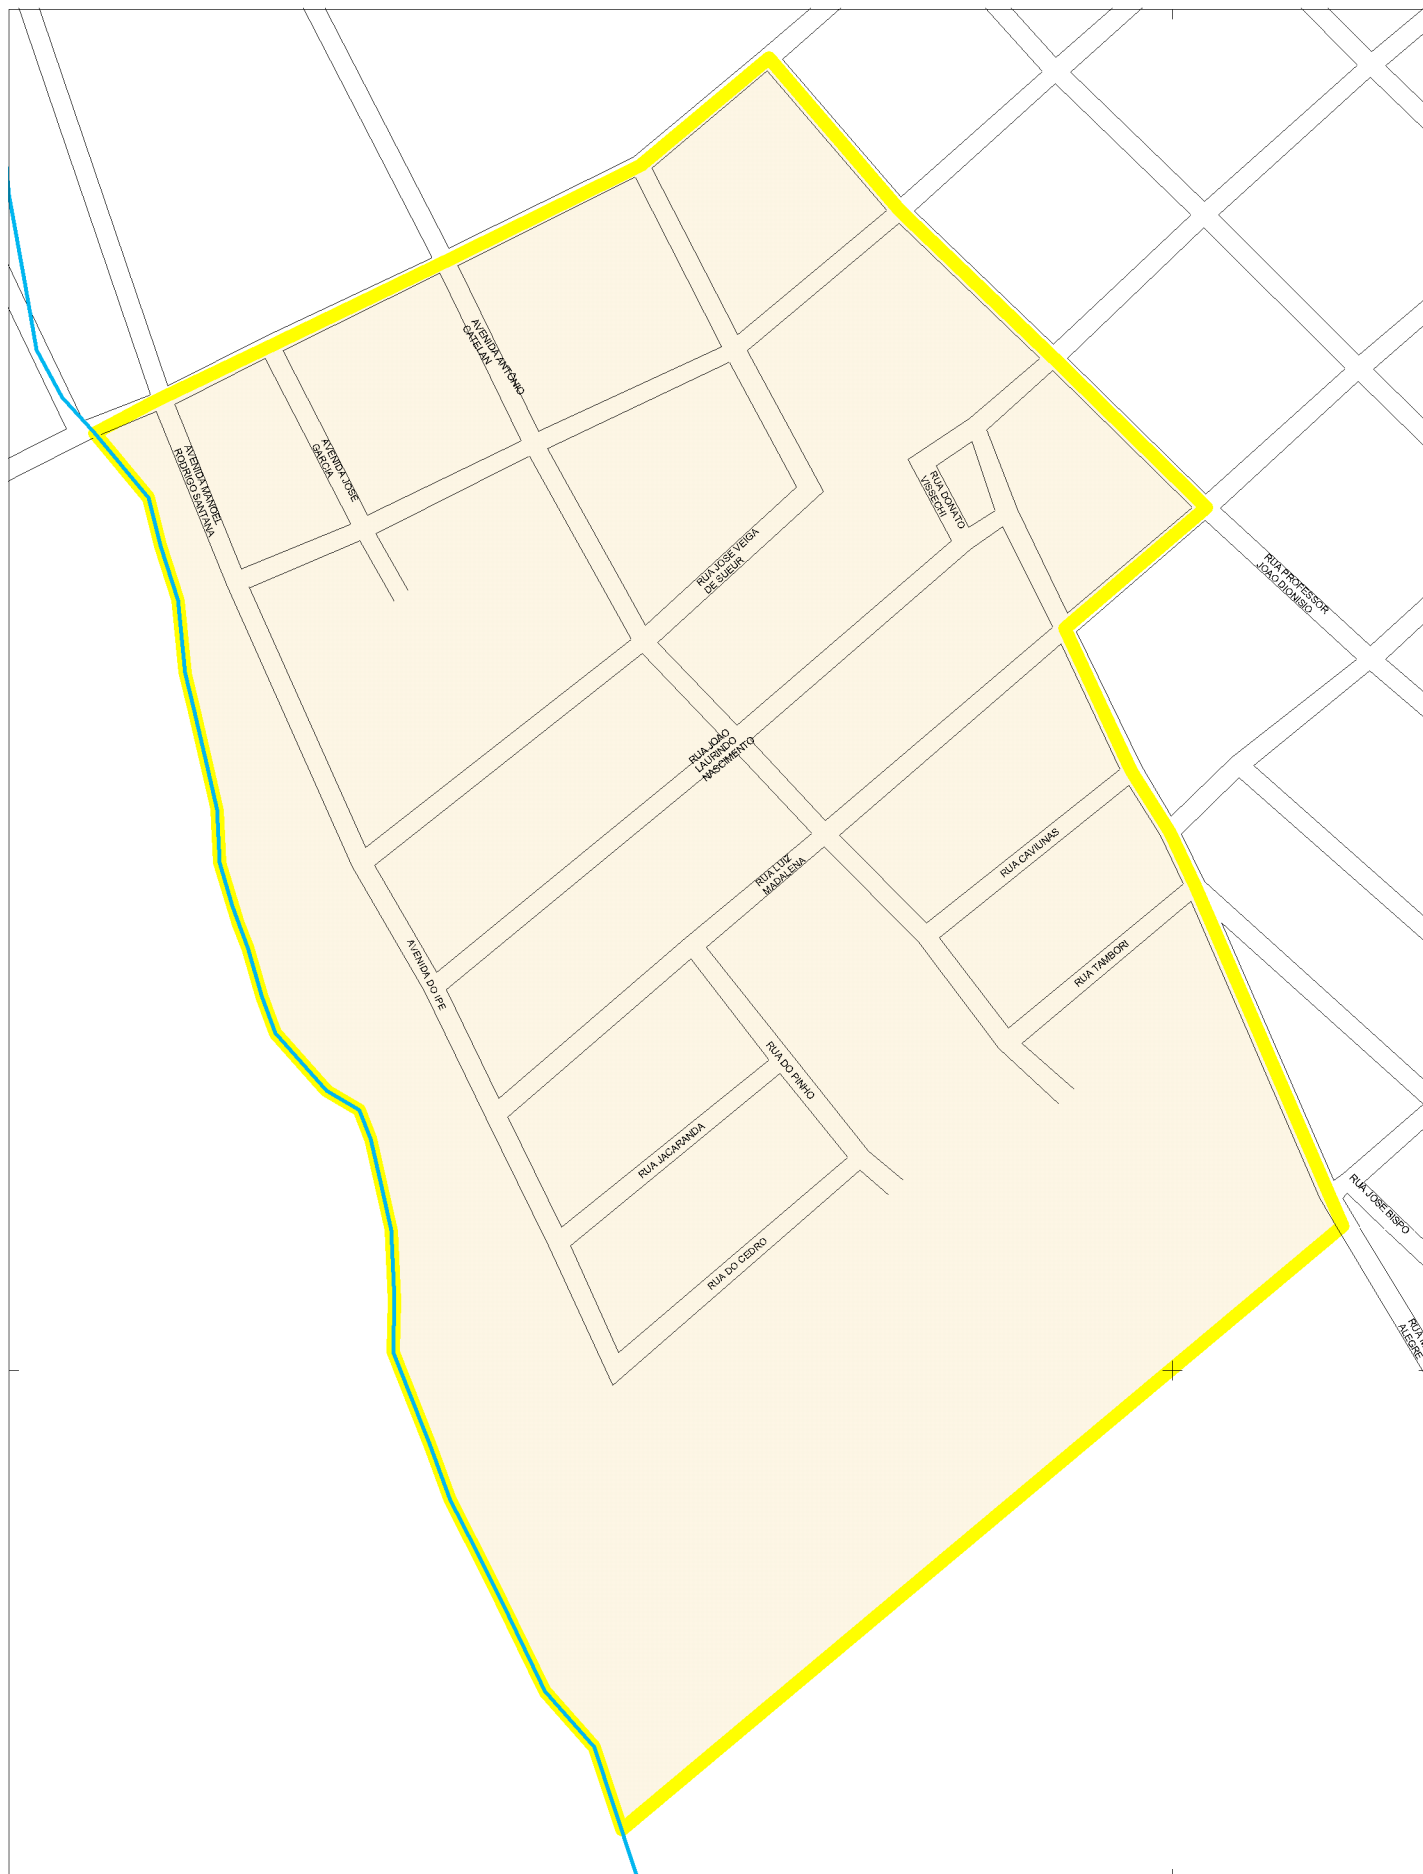 AVENIDA ANTONIO
CATELAN
AVENIDA JOSE
GARCIA
AVENIDA MANOEL
RODRIGO SANTANA
RUA DONATO
VISSECHI
RUA JOSE VEIGA
DE SUEUR
RUA PROFESSOR
JOAO DIONISIO
RUA JOAO
LAURINDO
NASCIMENTO
RUA CAVIUNAS
RUA LUIZ
MADALENA
AVENIDA DO IPE
RUA TAMBORI
RUA DO PINHO
RUA JACARANDA
RUA JOSE BISPO
RUA DO CEDRO
RUA
ALEGRE